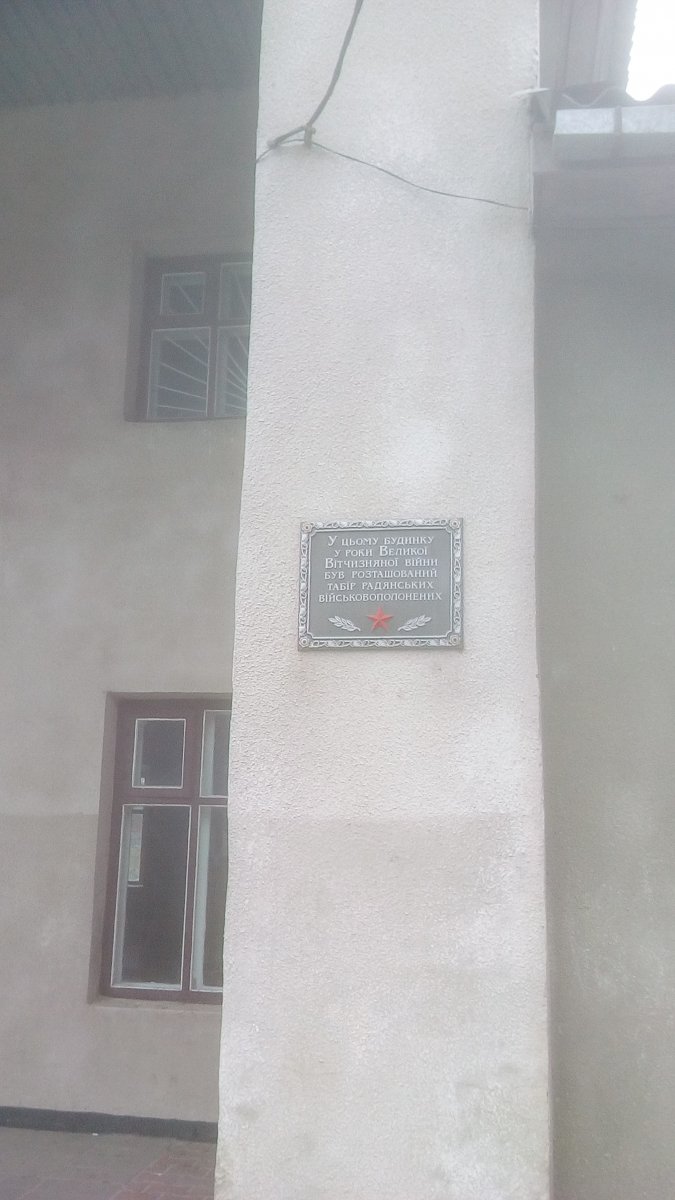 У цьому будинку
у роки Великої
Вітчизняної війни
був розташований
табір радянських
військовополонених